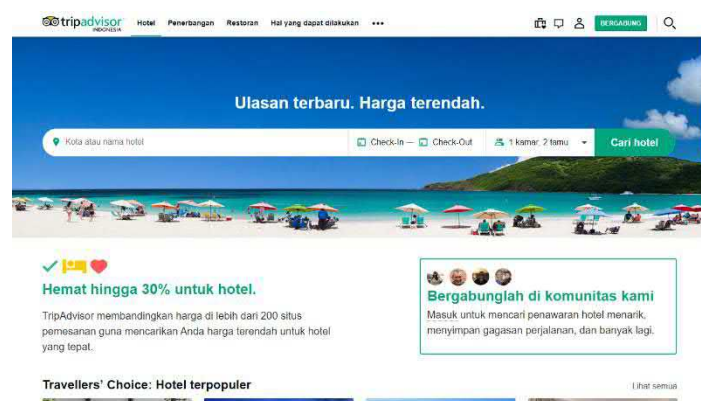 tripadvisor
INDONESIA
Hotel Penerbangan Restoran Hal yang dapat dilakukan
BERGABUNG
Ulasan terbaru. Harga terendah.
Kota atau nama hotel
Check-In — Check-Out
1 kamar, 2 tamu
Cari hotel
Hemat hingga 30% untuk hotel.
TripAdvisor membandingkan harga di lebih dari 200 situs
pemesanan guna mencarikan Anda harga terendah untuk hotel
yang tepat.
Bergabunglah di komunitas kami
Masuk untuk mencari penawaran hotel menarik,
menyimpan gagasan perjalanan, dan banyak lagi.
Travellers' Choice: Hotel terpopuler
Lihat semua